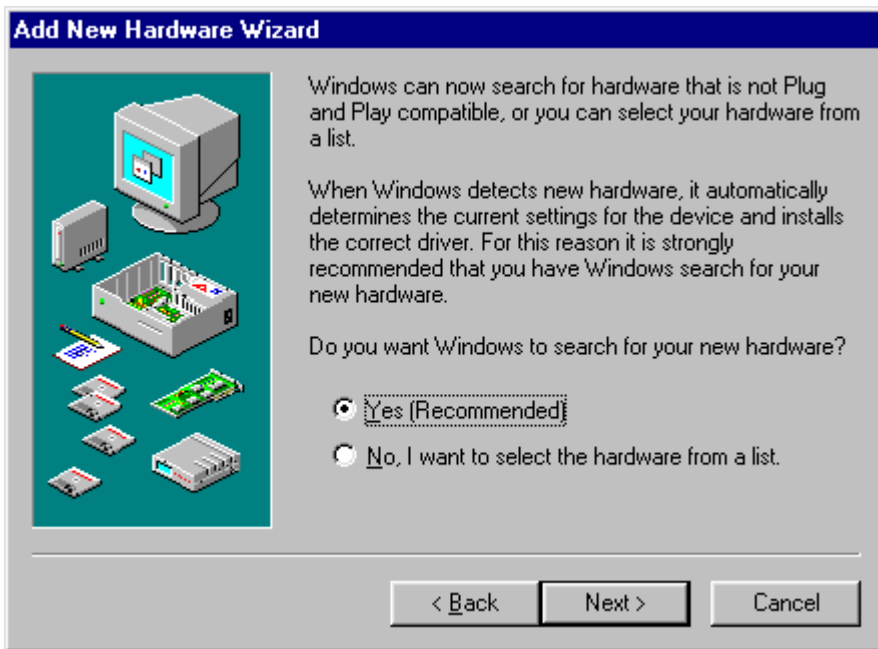 Add New Hardware Wizard
Windows can now search for hardware that is not Plug
and Play compatible, or you can select your hardware from
a list.
When Windows detects new hardware, it automatically
determines the current settings for the device and installs
the correct driver. For this reason it is strongly
recommended that you have Windows search for your
new hardware.
Do you want Windows to search for your new hardware?
Yes (Recommended)
No, I want to select the hardware from a list.
< Back
Next >
Cancel